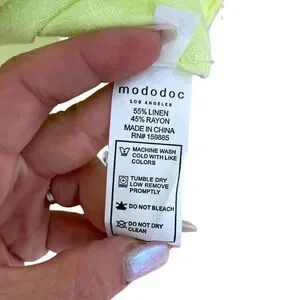 mododoc
LOS ANGELES
55% LINEN
45% RAYON
MADE IN CHINA
RN# 159885
MACHINE WASH
COLD WITH LIKE
COLORS
TUMBLE DRY
LOW REMOVE
PROMPTLY
DO NOT BLEACH
DO NOT DRY
CLEAN